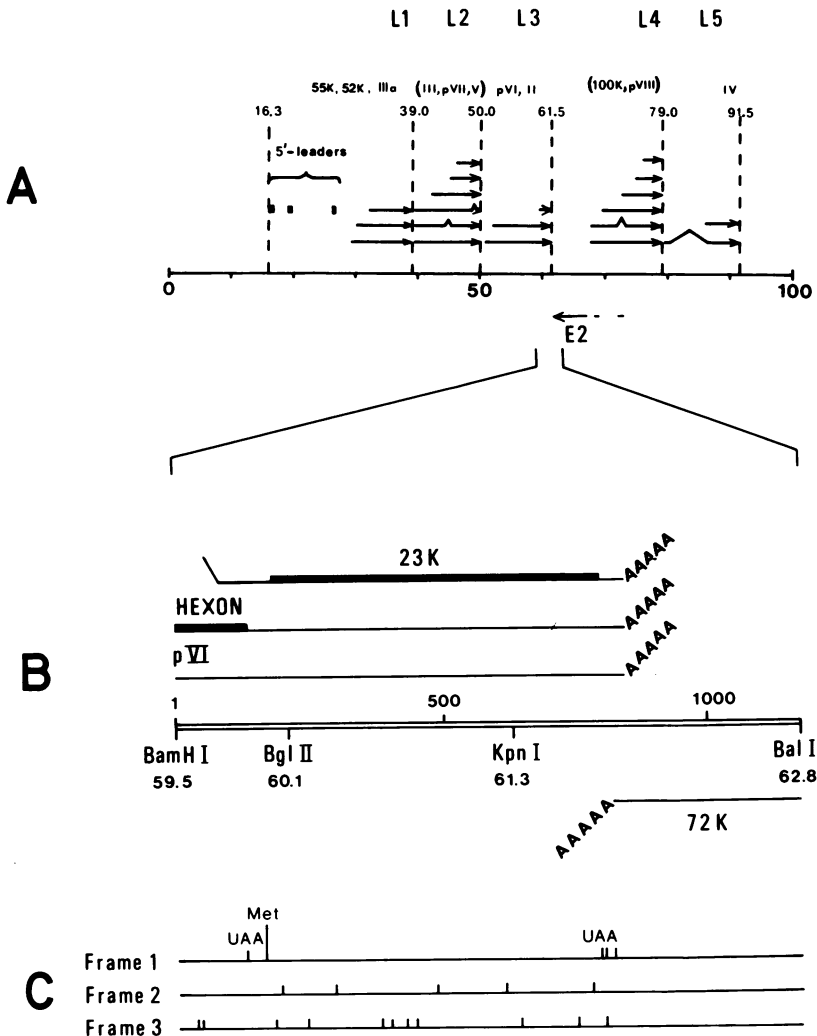 L1 L2 L3 L4 L5
55K, 52K, IIIa (III, pVII, V) pVI, II (100K, pVIII) IV
16.3 39.0 50.0 61.5 79.0 91.5
5'-leaders
A
0 50 100
E2
23K
AAAAA
HEXON
AAAAA
pVI
AAAAA
B
1 500 1000
BamH I Bgl II Kpn I Bal I
59.5 60.1 61.3 62.8
AAAAA
72K
Met
UAA UAA
Frame 1
C
Frame 2
Frame 3